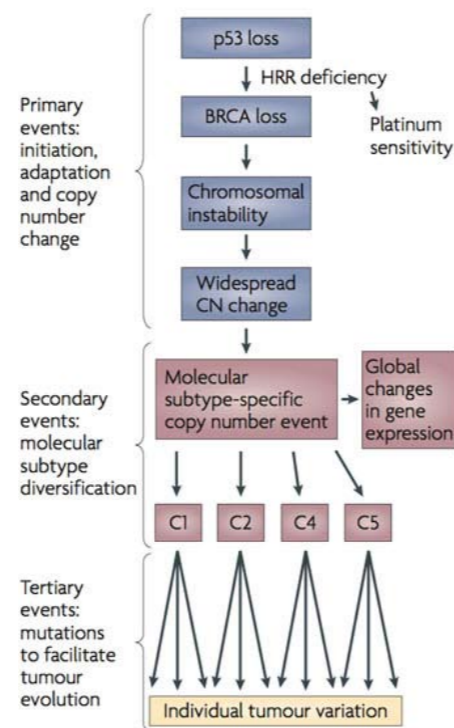 p53 loss
HRR deficiency
Platinum
sensitivity
BRCA loss
Primary
events:
initiation,
adaptation
and copy
number
change
Chromosomal
instability
Widespread
CN change
Secondary
events:
molecular
subtype
diversification
Molecular
subtype-specific
copy number event
Global
changes
in gene
expression
C1
C2
C4
C5
Tertiary
events:
mutations
to facilitate
tumour
evolution
Individual tumour variation